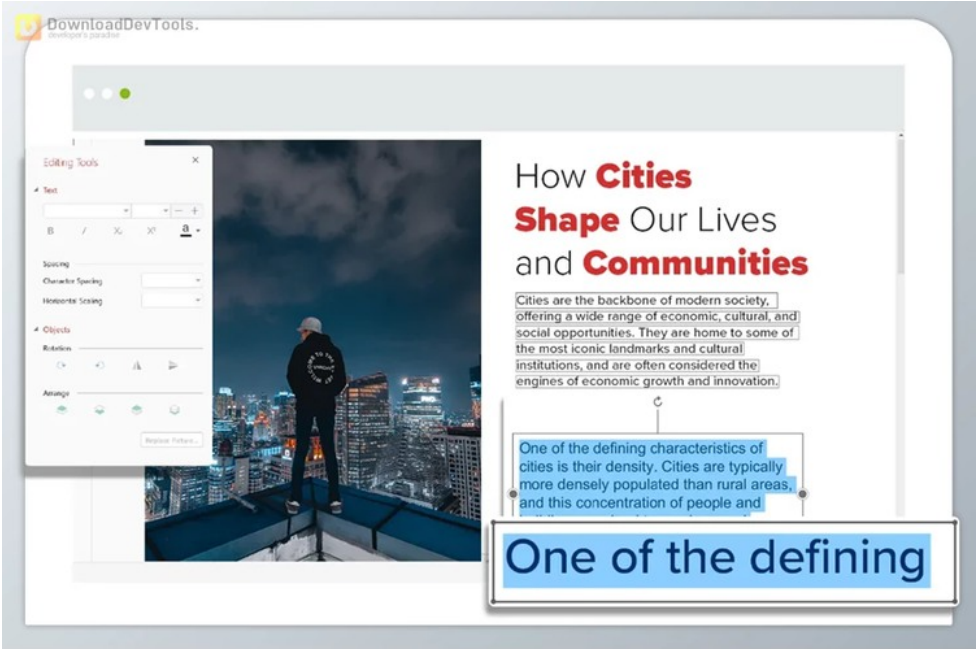 DownloadDevTools.
developer's paradise
Editing Tools
Text
B I X₂ X² a
Spacing
Character Spacing
Horizontal Scaling
Objects
Rotation
Arrange
Replace Picture...
How Cities
Shape Our Lives
and Communities
Cities are the backbone of modern society,
offering a wide range of economic, cultural, and
social opportunities. They are home to some of
the most iconic landmarks and cultural
institutions, and are often considered the
engines of economic growth and innovation.
One of the defining characteristics of
cities is their density. Cities are typically
more densely populated than rural areas,
and this concentration of people and
One of the defining